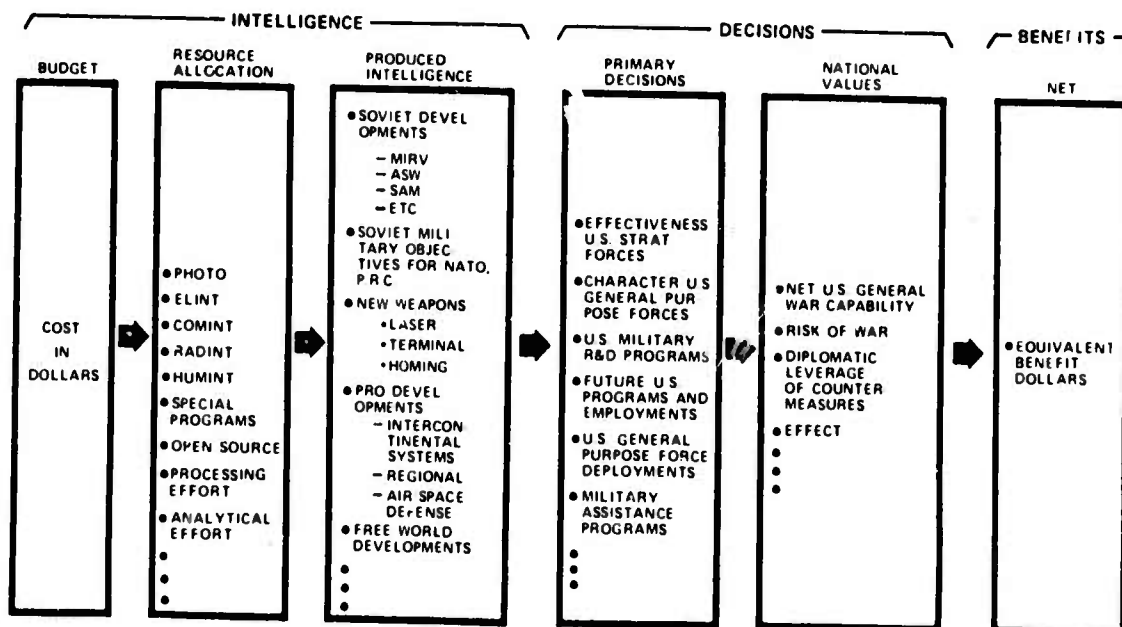 INTELLIGENCE
DECISIONS
BENEFITS
BUDGET
COST
IN
DOLLARS
RESOURCE
ALLOCATION
• PHOTO
• ELINT
• COMINT
• RADINT
• HUMINT
• SPECIAL
PROGRAMS
• OPEN SOURCE
• PROCESSING
EFFORT
• ANALYTICAL
EFFORT
•
•
•
PRODUCED
INTELLIGENCE
• SOVIET DEVEL
OPMENTS
– MIRV
– ASW
– SAM
– ETC
• SOVIET MILI
TARY OBJEC
TIVES FOR NATO,
PRC
• NEW WEAPONS
• LASER
• TERMINAL
• HOMING
• PRO DEVEL
OPMENTS
– INTERCON
TINENTAL
SYSTEMS
– REGIONAL
– AIR SPACE
DEFENSE
• FREE WORLD
DEVELOPMENTS
•
•
•
PRIMARY
DECISIONS
• EFFECTIVENESS
U.S. STRAT
FORCES
• CHARACTER U S
GENERAL PUR
POSE FORCES
• U.S. MILITARY
R&D PROGRAMS
• FUTURE U S
PROGRAMS AND
EMPLOYMENTS
• U S GENERAL
PURPOSE FORCE
DEPLOYMENTS
• MILITARY
ASSISTANCE
PROGRAMS
•
•
•
NATIONAL
VALUES
• NET U.S. GENERAL
WAR CAPABILITY
• RISK OF WAR
• DIPLOMATIC
LEVERAGE
OF COUNTER
MEASURES
• EFFECT
•
•
•
NET
• EQUIVALENT
BENEFIT
DOLLARS